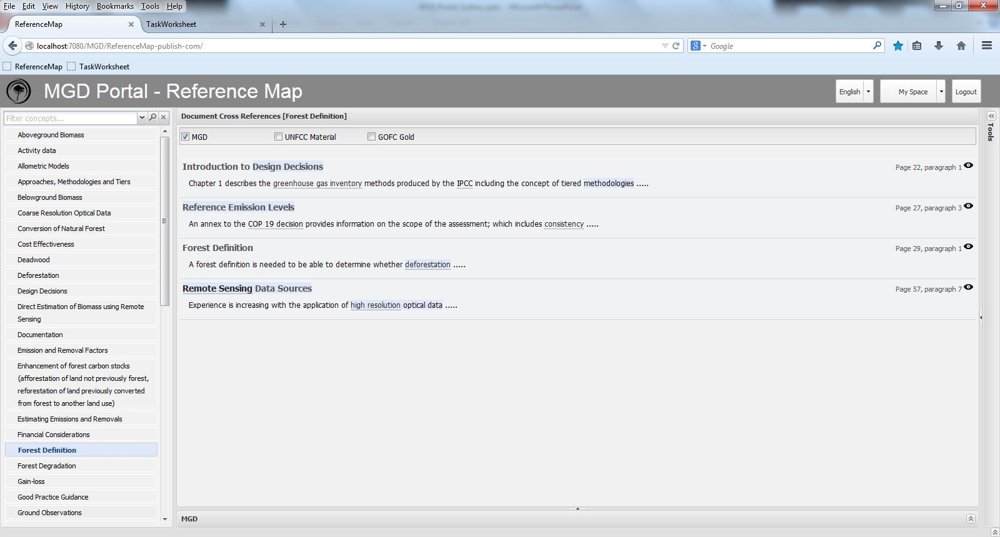 File Edit View History Bookmarks Tools Help
ReferenceMap TaskWorksheet
localhost:7080/MGD/ReferenceMap-publish-com/ Google
ReferenceMap TaskWorksheet
MGD Portal - Reference Map English My Space Logout
Filter concepts...
Aboveground Biomass
Activity data
Allometric Models
Approaches, Methodologies and Tiers
Belowground Biomass
Coarse Resolution Optical Data
Conversion of Natural Forest
Cost Effectiveness
Deadwood
Deforestation
Design Decisions
Direct Estimation of Biomass using Remote
Sensing
Documentation
Emission and Removal Factors
Enhancement of forest carbon stocks
(afforestation of land not previously forest,
reforestation of land previously converted
from forest to another land use)
Estimating Emissions and Removals
Financial Considerations
Forest Definition
Forest Degradation
Gain-loss
Good Practice Guidance
Ground Observations
Document Cross References [Forest Definition]
MGD UNFCC Material GOFC Gold
Introduction to Design Decisions Page 22, paragraph 1
Chapter 1 describes the greenhouse gas inventory methods produced by the IPCC including the concept of tiered methodologies .....
Reference Emission Levels Page 27, paragraph 3
An annex to the COP 19 decision provides information on the scope of the assessment; which includes consistency .....
Forest Definition Page 29, paragraph 1
A forest definition is needed to be able to determine whether deforestation .....
Remote Sensing Data Sources Page 57, paragraph 7
Experience is increasing with the application of high resolution optical data .....
MGD
Tools